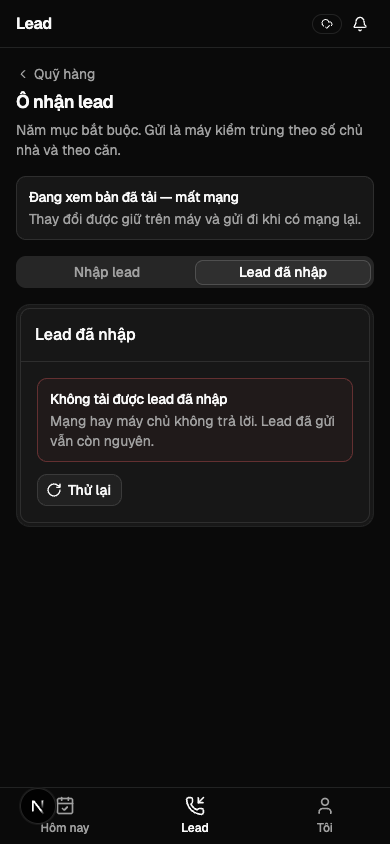 Lead
Quỹ hàng
Ô nhận lead
Năm mục bắt buộc. Gửi là máy kiểm trùng theo số chủ
nhà và theo căn.
Đang xem bản đã tải — mất mạng
Thay đổi được giữ trên máy và gửi đi khi có mạng lại.
Nhập lead
Lead đã nhập
Lead đã nhập
Không tải được lead đã nhập
Mạng hay máy chủ không trả lời. Lead đã gửi
vẫn còn nguyên.
Thử lại
N
Hôm nay
Lead
Tôi